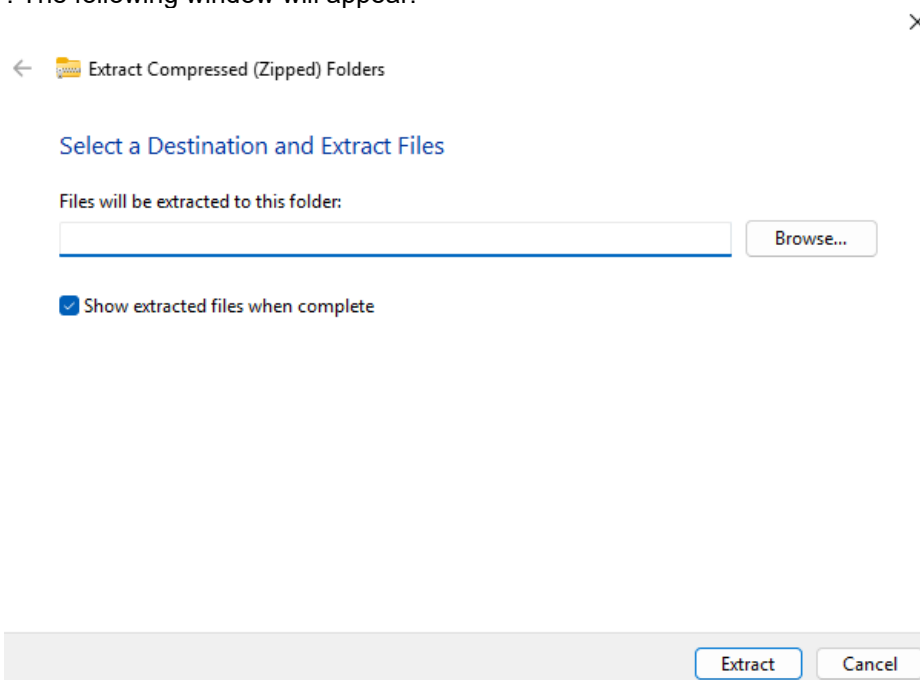 . The following window will appear:
Extract Compressed (Zipped) Folders
Select a Destination and Extract Files
Files will be extracted to this folder:
Browse...
Show extracted files when complete
Extract
Cancel